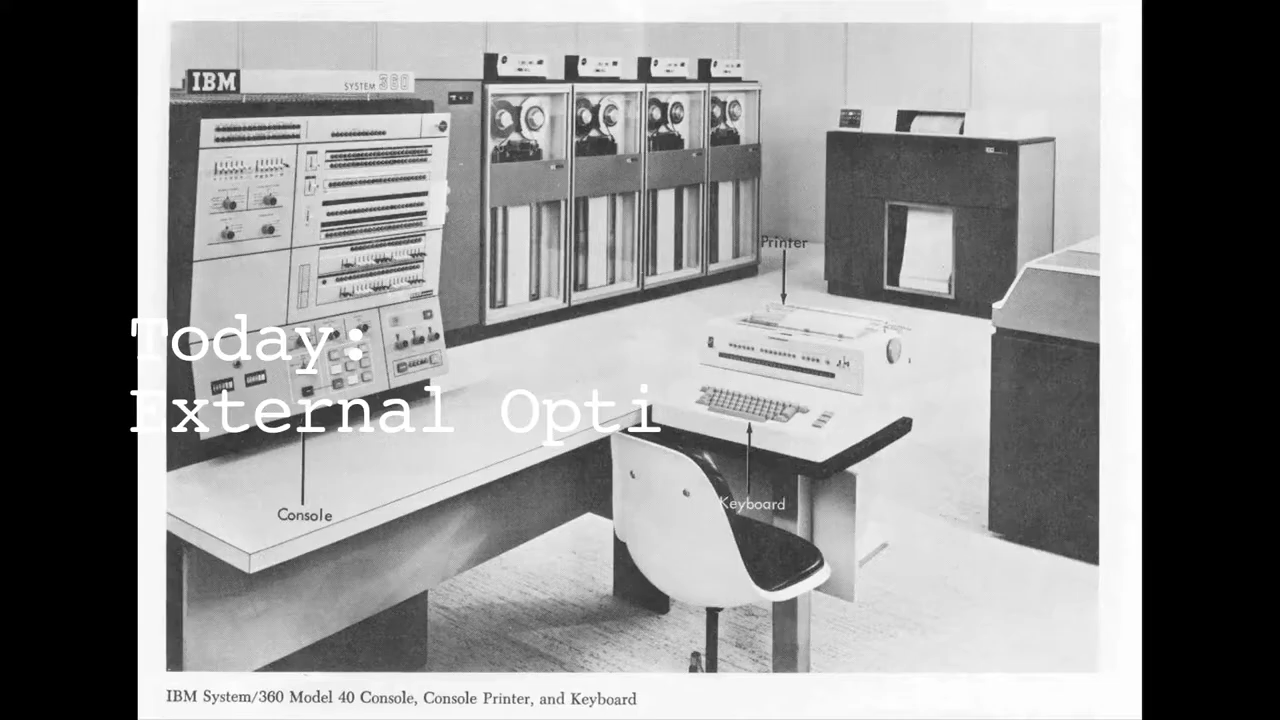 IBM
SYSTEM 360
Printer
Today:
External Opti
Keyboard
Console
IBM System/360 Model 40 Console, Console Printer, and Keyboard